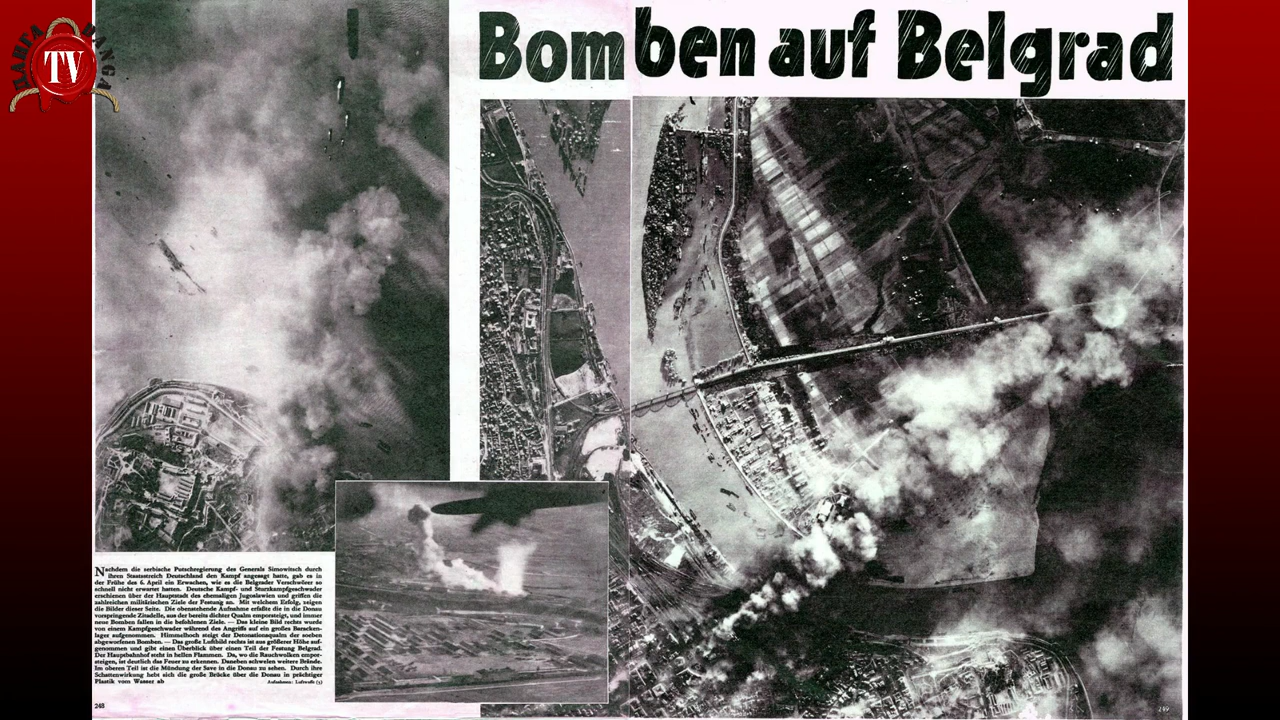 ПАНГЕА PANGEA
TV
Bomben auf Belgrad
Nachdem die serbische Putschregierung des Generals Simowitsch durch
ihren Staatsstreich Deutschland den Kampf angesagt hatte, gab es in
der Frühe des 6. April ein Erwachen, wie es die Belgrader Verschwörer so
schnell nicht erwartet hatten. Deutsche Kampf- und Sturzkampfgeschwader
erschienen über der Hauptstadt des ehemaligen Jugoslawien und griffen die
zahlreichen militärischen Ziele der Festung an. Mit welchem Erfolg, zeigen
die Bilder dieser Seite. Die obenstehende Aufnahme erfaßte die in die Donau
vorspringende Zitadelle, aus der bereits dichter Qualm emporsteigt, und immer
neue Bomben fallen in die befohlenen Ziele. — Das kleine Bild rechts wurde
von einem Kampfgeschwader während des Angriffs auf ein großes Baracken-
lager aufgenommen. Himmelhoch steigt der Detonationsqualm der soeben
abgeworfenen Bomben. — Das große Luftbild rechts ist aus größerer Höhe auf-
genommen und gibt einen Überblick über einen Teil der Festung Belgrad.
Der Hauptbahnhof steht in hellen Flammen. Da, wo die Rauchwolken empor-
steigen, ist deutlich das Feuer zu erkennen. Daneben schwelen weitere Brände.
Im oberen Teil ist die Mündung der Save in die Donau zu sehen. Durch ihre
Schattenwirkung hebt sich die große Brücke über die Donau in prächtiger
Plastik vom Wasser ab
Aufnahmen: Luftwaffe (3)
248
249